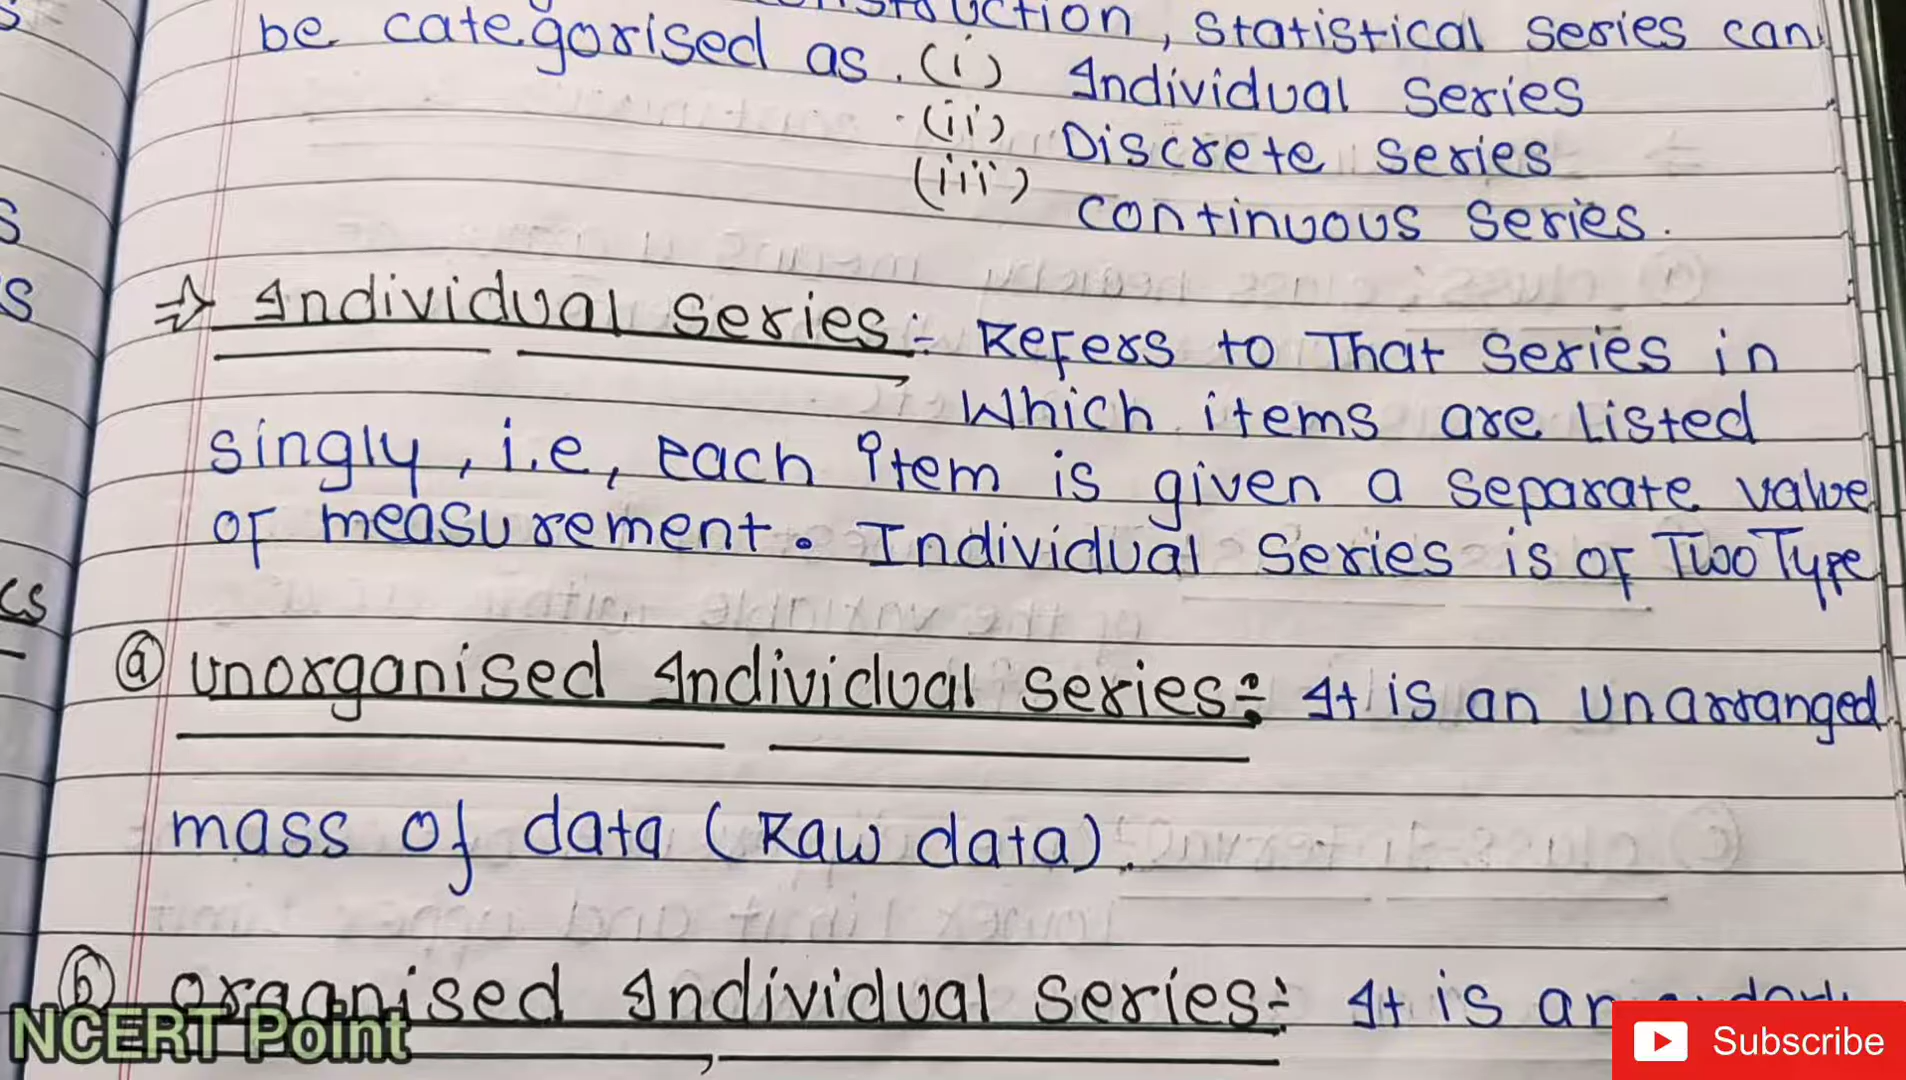 , Statistical Series can
be categorised as . (i) Individual Series
(ii) Discrete series
(iii) continuous Series.
⇒ Individual Series :- Refers to That Series in
Which items are listed
singly, i.e, each item is given a separate value
of measurement. Individual Series is of Two Type
(a) unorganised Individual Series :- It is an unarranged
mass of data (Raw data).
(b) organised Individual Series :- It is an
NCERT Point
Subscribe